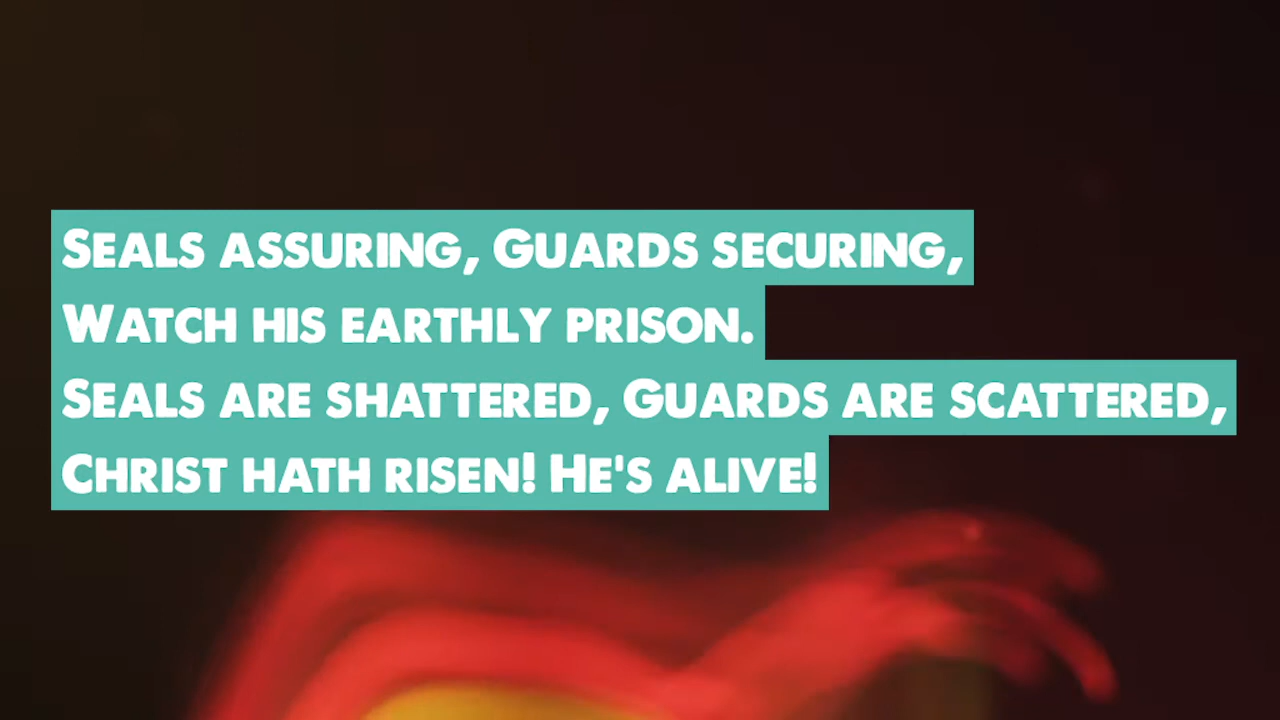 Seals assuring, Guards securing,
Watch his earthly prison.
Seals are shattered, Guards are scattered,
Christ hath risen! He's alive!